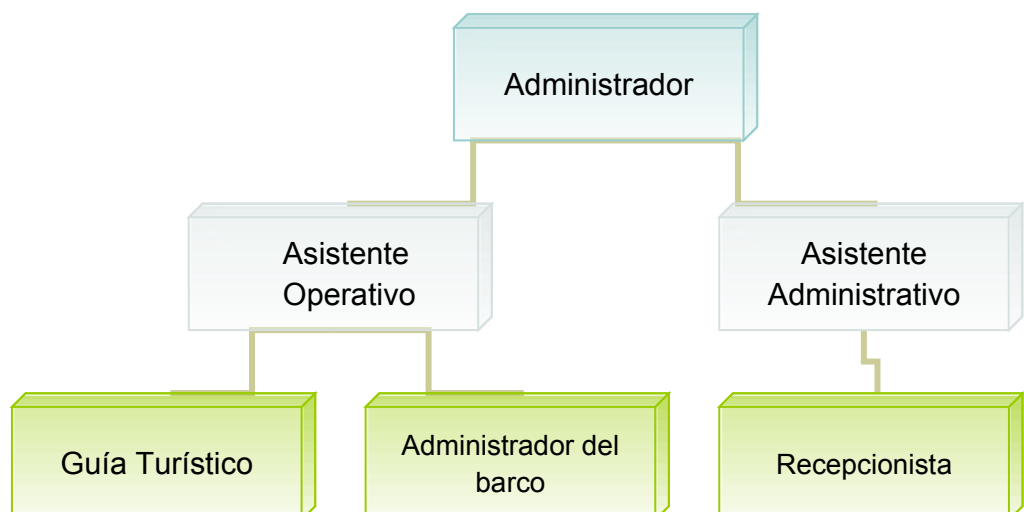 Administrador
Asistente
Operativo
Asistente
Administrativo
Guía Turístico
Administrador del
barco
Recepcionista